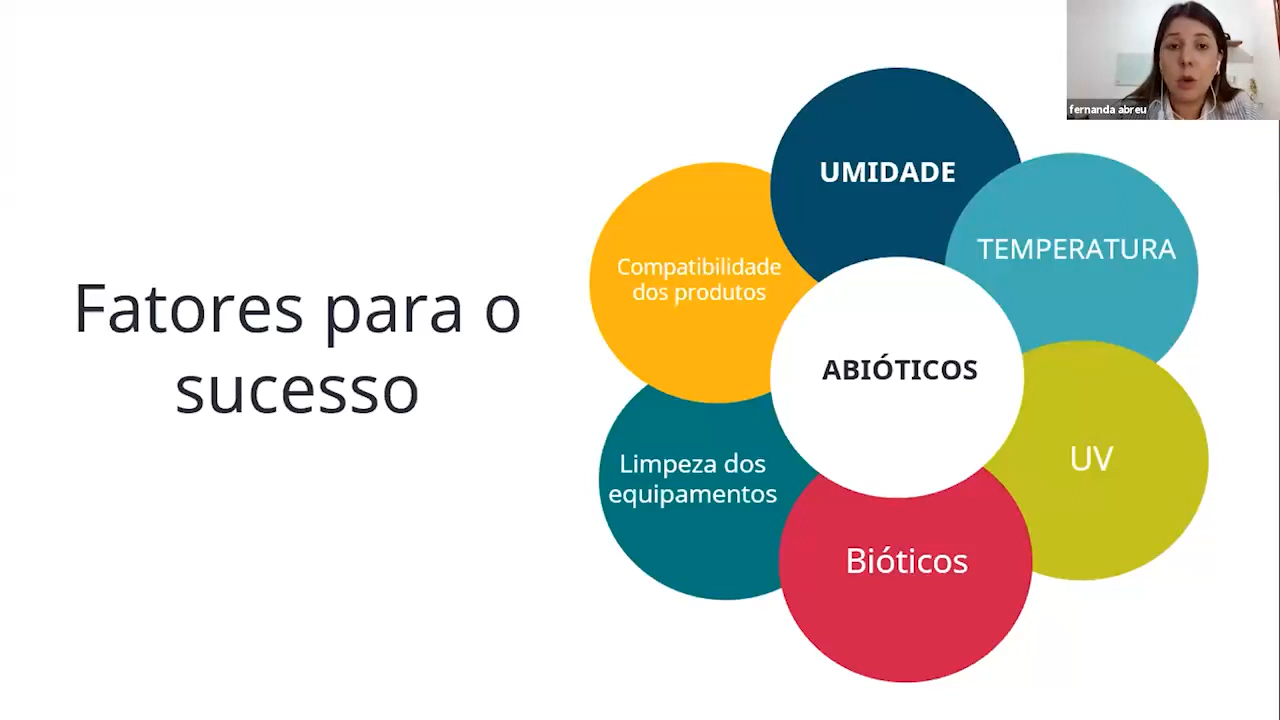 Fatores para o
sucesso
UMIDADE
TEMPERATURA
Compatibilidade
dos produtos
ABIÓTICOS
UV
Limpeza dos
equipamentos
Bióticos
fernanda abreu